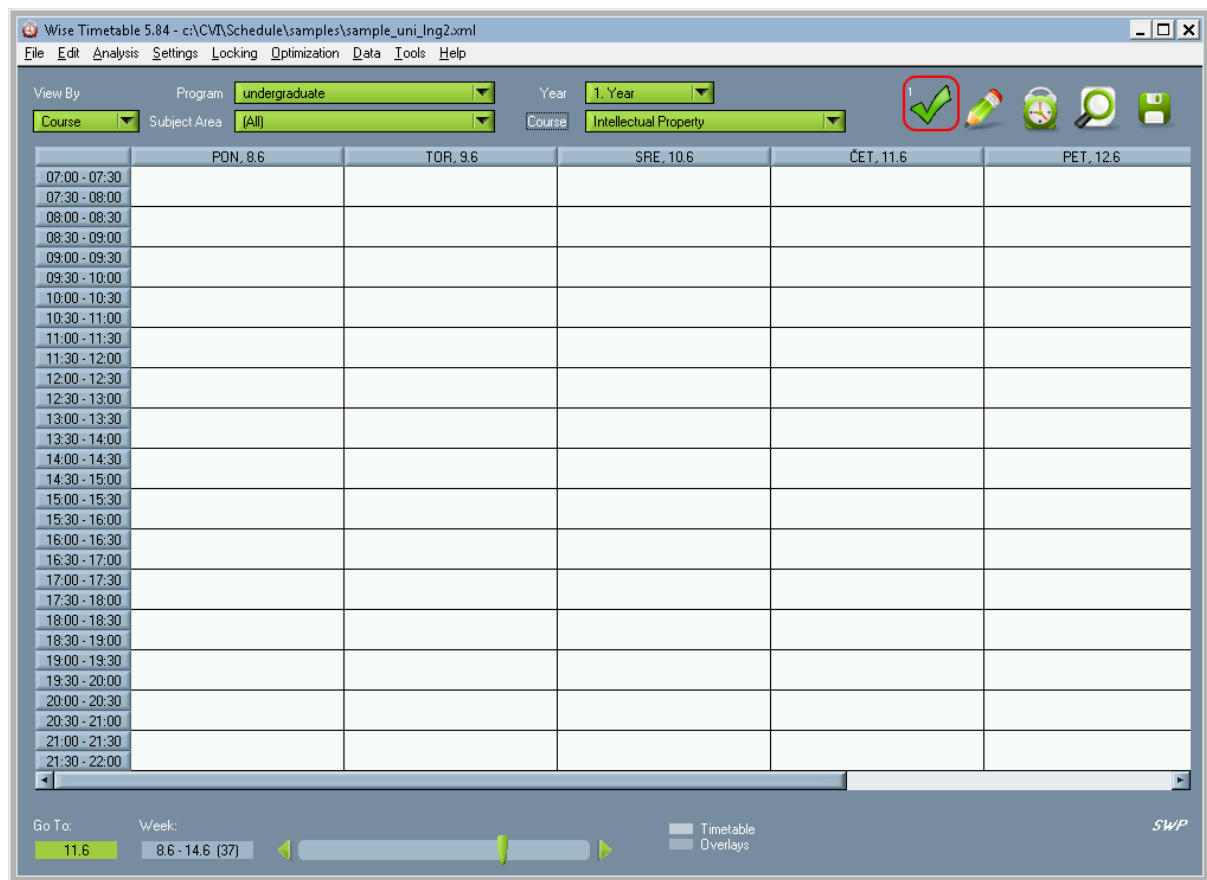 Wise Timetable 5.84 - c:\CVI\Schedule\samples\sample_uni_lng2.xml
File Edit Analysis Settings Locking Optimization Data Tools Help
View By Program undergraduate Year 1. Year 1
Course Subject Area (All) Course Intellectual Property
PON, 8.6 TOR, 9.6 SRE, 10.6 ČET, 11.6 PET, 12.6
07:00 - 07:30
07:30 - 08:00
08:00 - 08:30
08:30 - 09:00
09:00 - 09:30
09:30 - 10:00
10:00 - 10:30
10:30 - 11:00
11:00 - 11:30
11:30 - 12:00
12:00 - 12:30
12:30 - 13:00
13:00 - 13:30
13:30 - 14:00
14:00 - 14:30
14:30 - 15:00
15:00 - 15:30
15:30 - 16:00
16:00 - 16:30
16:30 - 17:00
17:00 - 17:30
17:30 - 18:00
18:00 - 18:30
18:30 - 19:00
19:00 - 19:30
19:30 - 20:00
20:00 - 20:30
20:30 - 21:00
21:00 - 21:30
21:30 - 22:00
Go To: Week: Timetable SWP
11.6 8.6 - 14.6 (37) Overlays